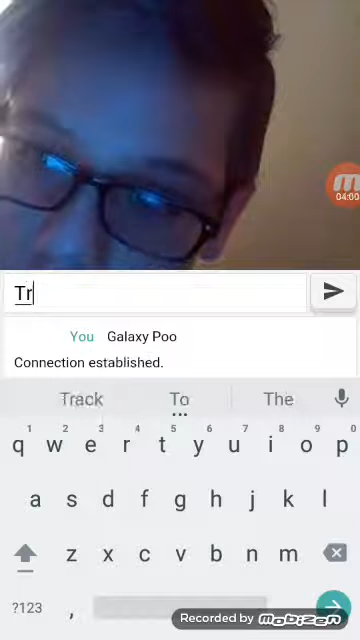 04:00
Tr
You Galaxy Poo
Connection established.
Track To The
1 2 3 4 5 6 7 8 9 0
q w e r t y u i o p
a s d f g h j k l
z x c v b n m
?123 ,
Recorded by mobizen